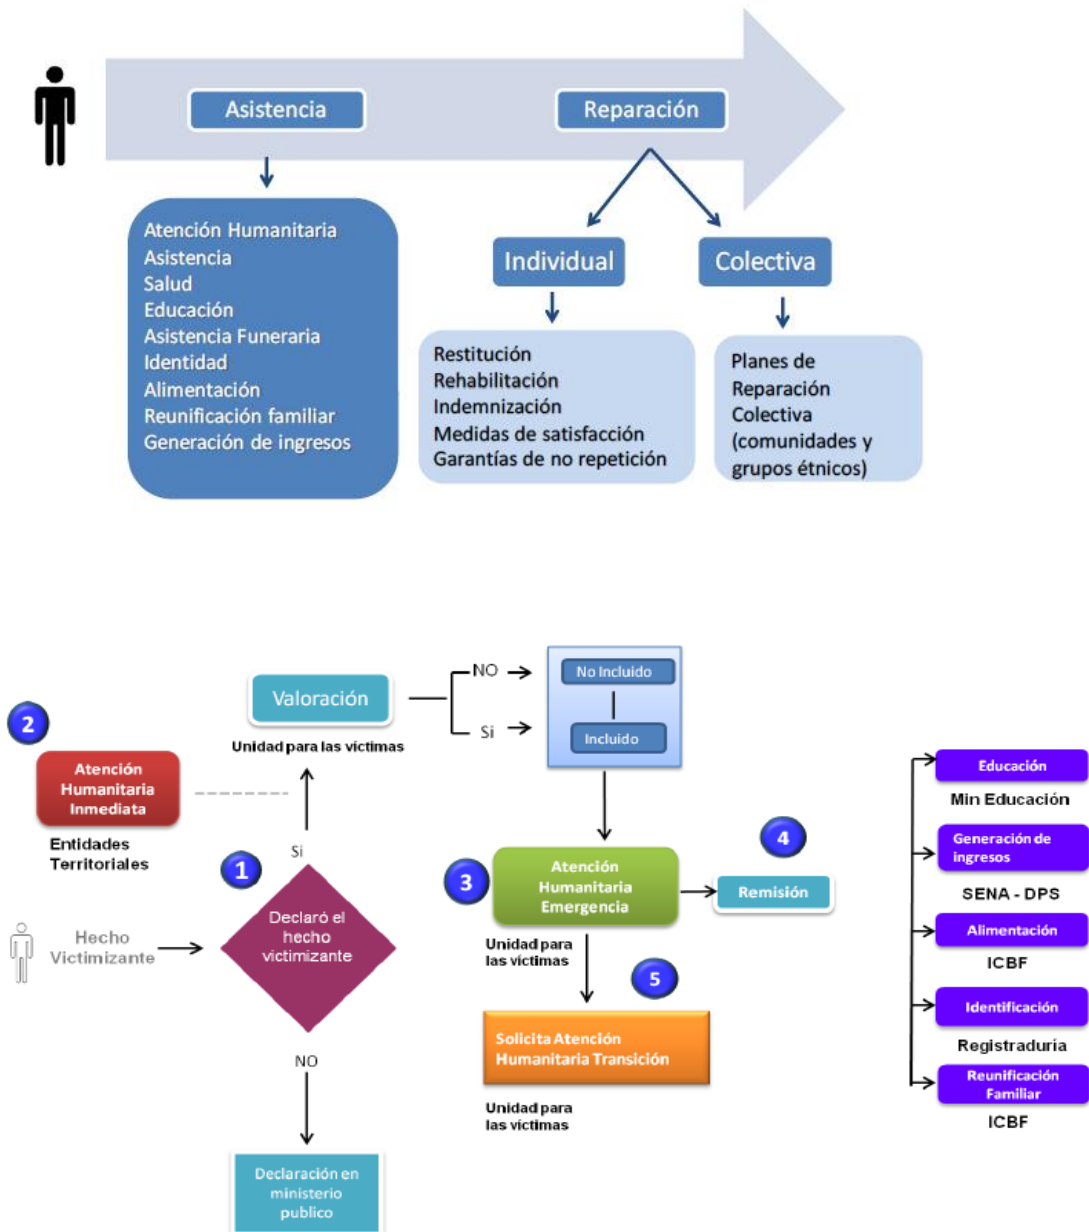 Asistencia
Reparación
Atención Humanitaria
Asistencia
Salud
Educación
Asistencia Funeraria
Identidad
Alimentación
Reunificación familiar
Generación de ingresos
Individual
Colectiva
Restitución
Rehabilitación
Indemnización
Medidas de satisfacción
Garantías de no repetición
Planes de
Reparación
Colectiva
(comunidades y
grupos étnicos)
Valoración
Unidad para las víctimas
NO
Si
No Incluido
Incluido
2
Atención
Humanitaria
Inmediata
Entidades
Territoriales
Si
1
Hecho
Victimizante
Declaró el
hecho
victimizante
NO
Declaración en
ministerio
publico
3
Atención
Humanitaria
Emergencia
Unidad para
las víctimas
4
Remisión
5
Solicita Atención
Humanitaria Transición
Unidad para
las víctimas
Educación
Min Educación
Generación de
ingresos
SENA - DPS
Alimentación
ICBF
Identificación
Registraduría
Reunificación
Familiar
ICBF